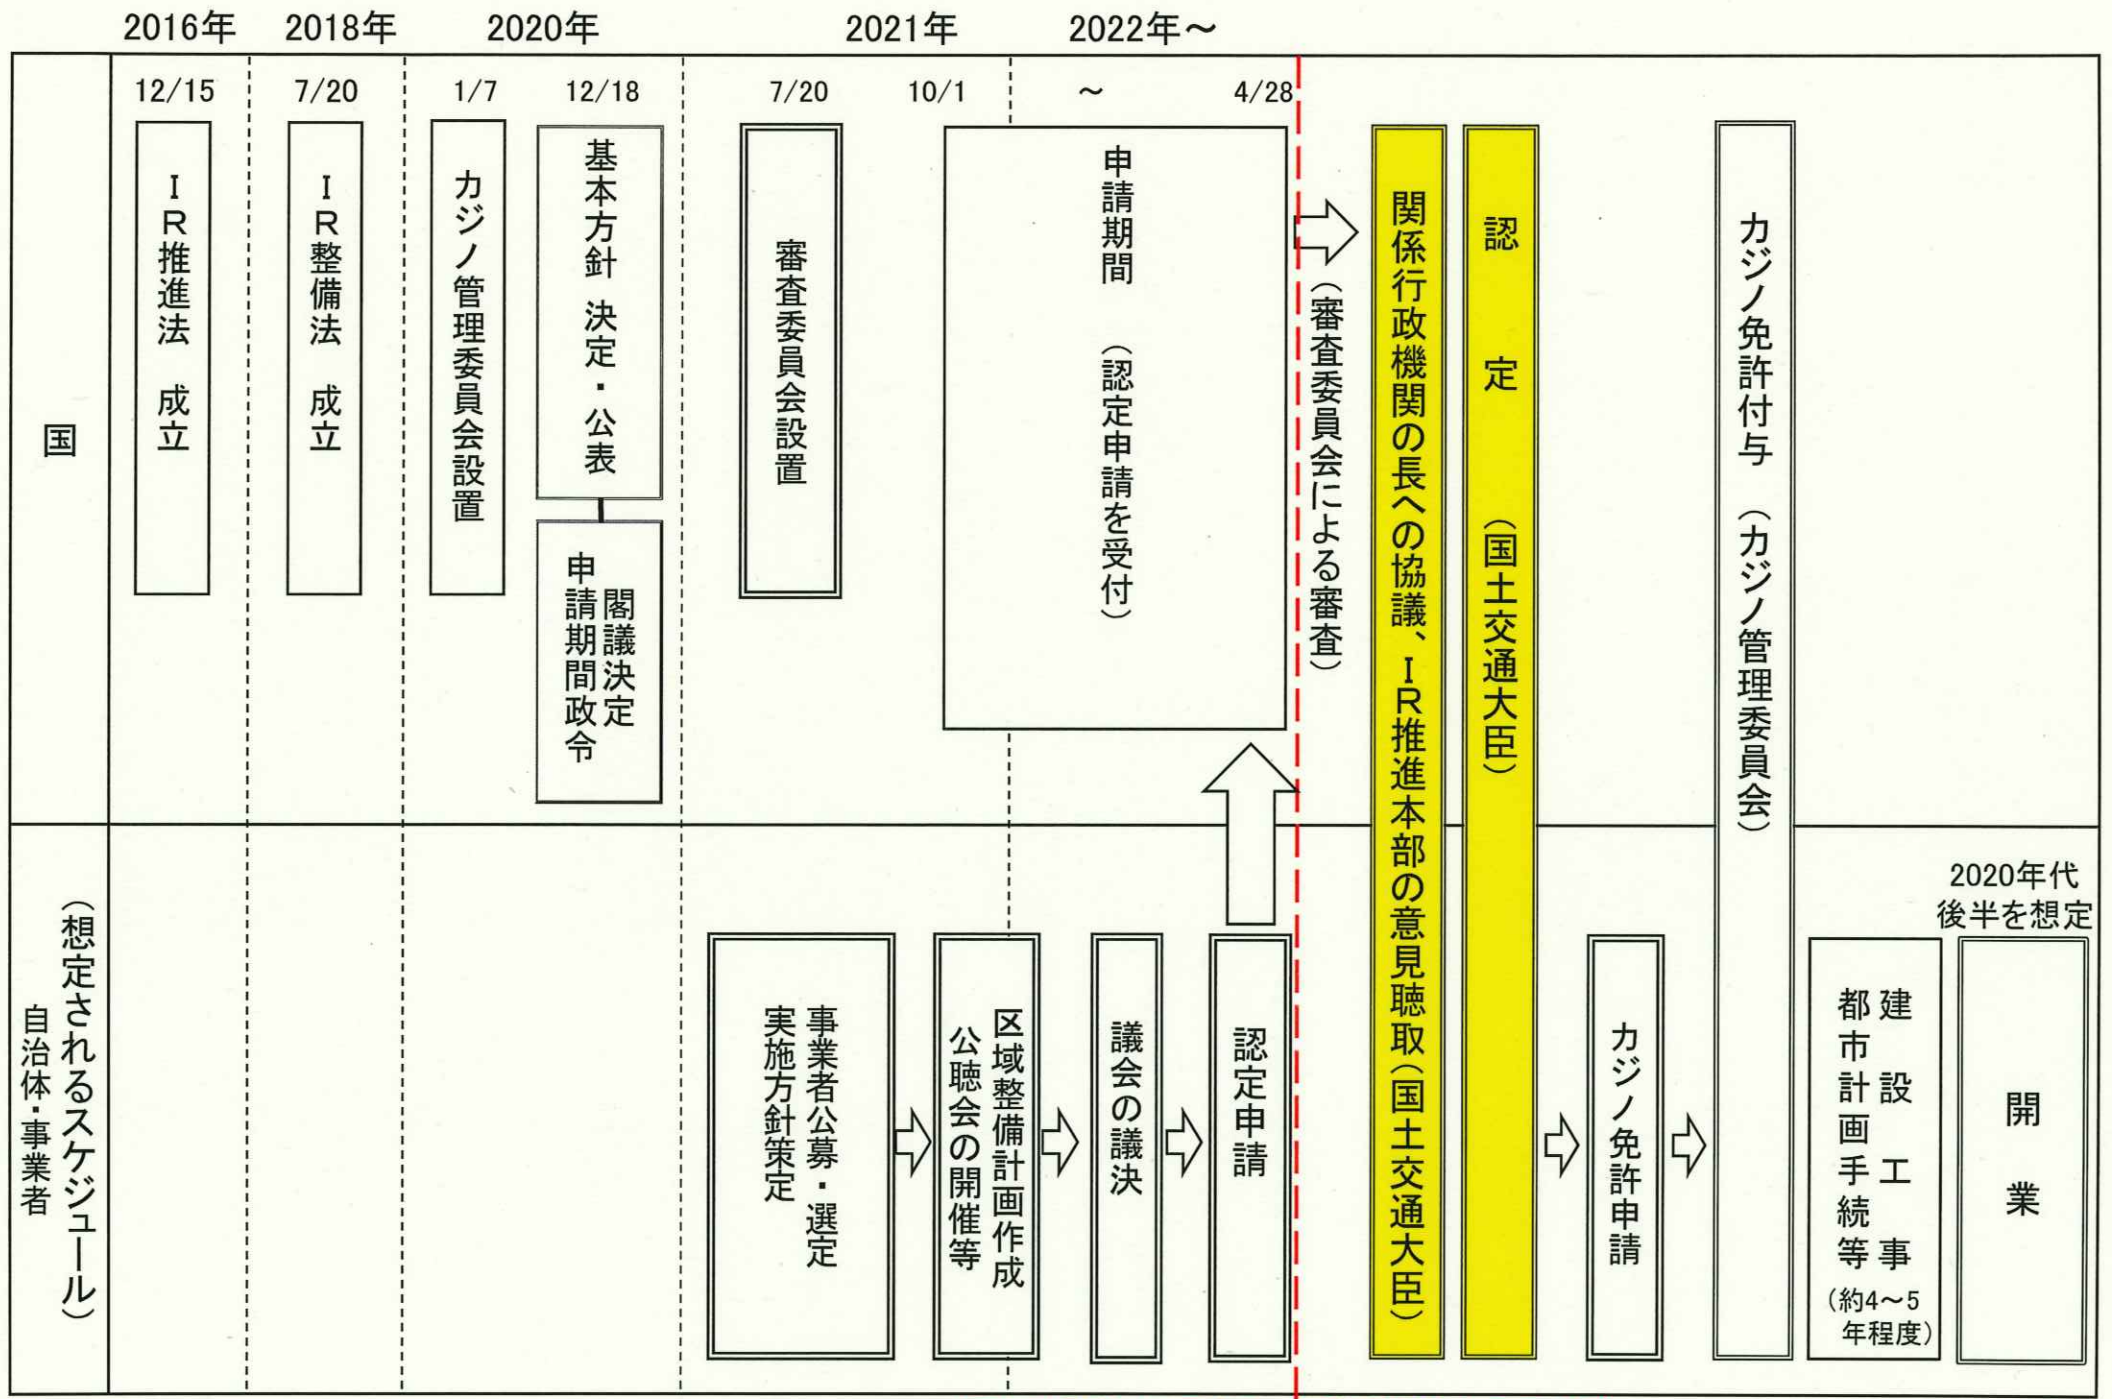 2016年
2018年
2020年
2021年
2022年～
国
12/15
7/20
1/7
12/18
7/20
10/1
～
4/28
ＩＲ推進法　成立
ＩＲ整備法　成立
カジノ管理委員会設置
基本方針 決定・公表
申請期間政令
閣議決定
審査委員会設置
申請期間　（認定申請を受付）
（審査委員会による審査）
関係行政機関の長への協議、ＩＲ推進本部の意見聴取（国土交通大臣）
認　定　（国土交通大臣）
カジノ免許付与　（カジノ管理委員会）
自治体・事業者
（想定されるスケジュール）
実施方針策定
事業者公募・選定
区域整備計画作成
公聴会の開催等
議会の議決
認定申請
カジノ免許申請
建設工事
都市計画手続等
（約4～5
年程度）
2020年代
後半を想定
開業